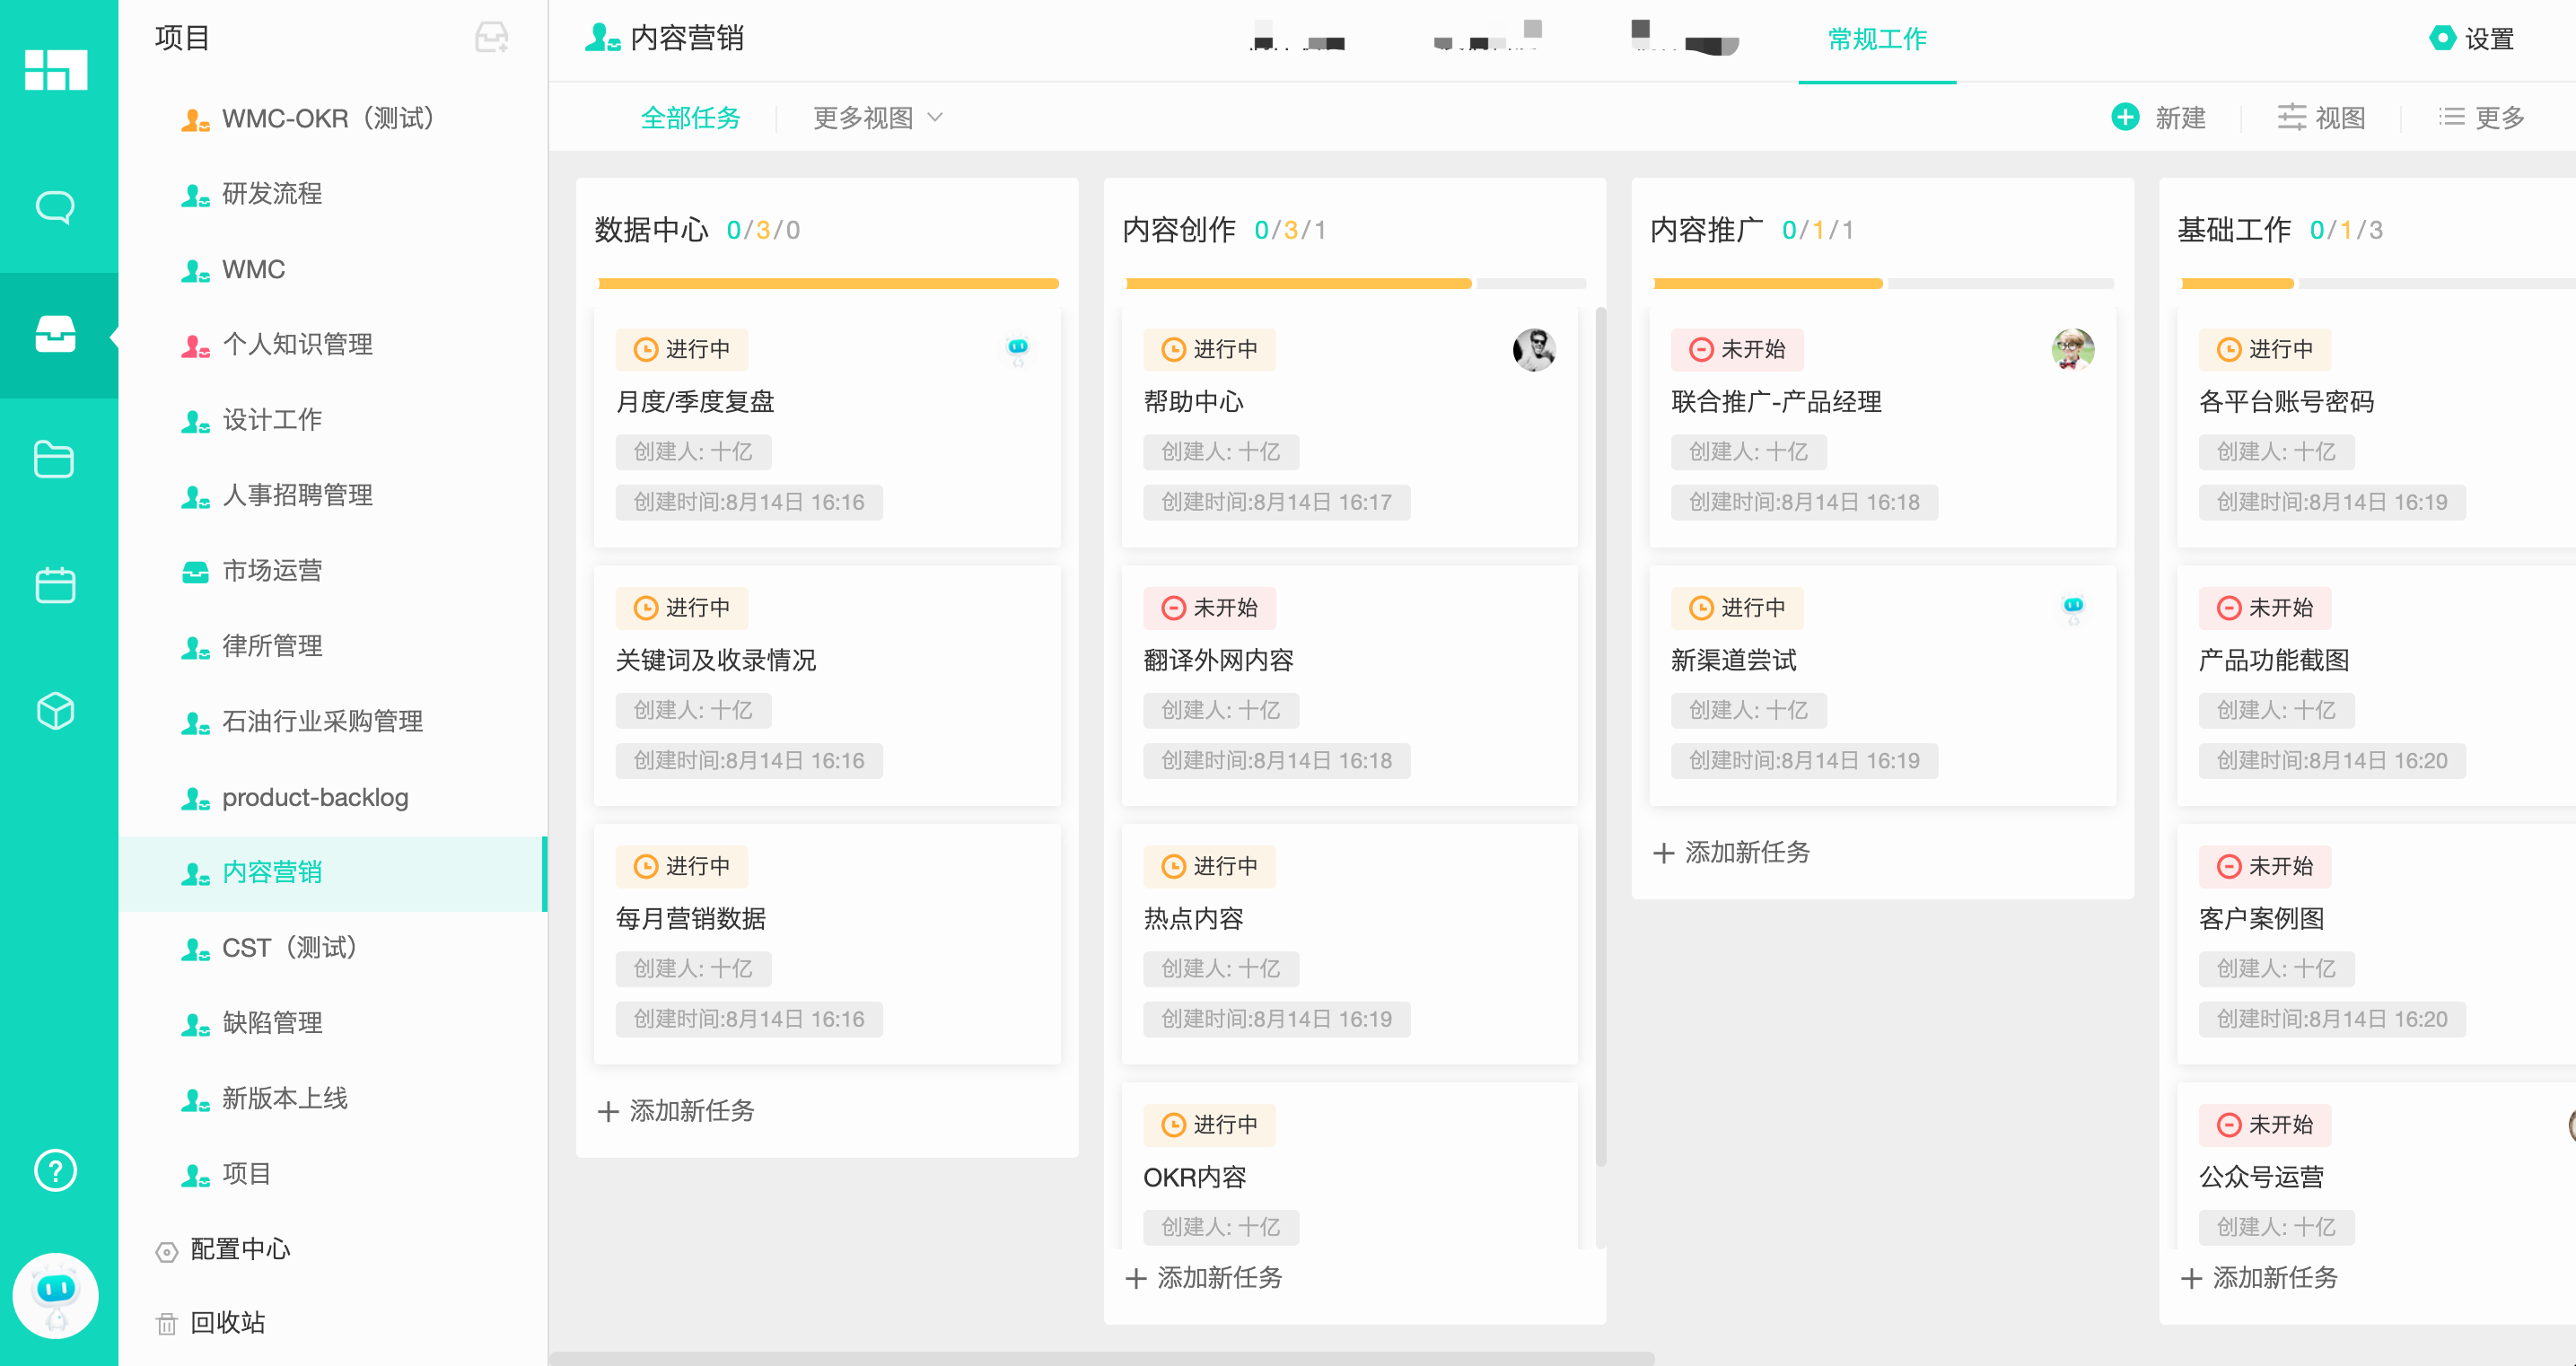 项目
WMC-OKR（测试）
研发流程
WMC
个人知识管理
设计工作
人事招聘管理
市场运营
律所管理
石油行业采购管理
product-backlog
内容营销
CST（测试）
缺陷管理
新版本上线
项目
配置中心
回收站
内容营销
常规工作
设置
全部任务
更多视图
新建
视图
更多
数据中心 0/3/0
进行中
月度/季度复盘
创建人: 十亿
创建时间:8月14日 16:16
进行中
关键词及收录情况
创建人: 十亿
创建时间:8月14日 16:16
进行中
每月营销数据
创建人: 十亿
创建时间:8月14日 16:16
添加新任务
内容创作 0/3/1
进行中
帮助中心
创建人: 十亿
创建时间:8月14日 16:17
未开始
翻译外网内容
创建人: 十亿
创建时间:8月14日 16:18
进行中
热点内容
创建人: 十亿
创建时间:8月14日 16:19
进行中
OKR内容
创建人: 十亿
添加新任务
内容推广 0/1/1
未开始
联合推广-产品经理
创建人: 十亿
创建时间:8月14日 16:18
进行中
新渠道尝试
创建人: 十亿
创建时间:8月14日 16:19
添加新任务
基础工作 0/1/3
进行中
各平台账号密码
创建人: 十亿
创建时间:8月14日 16:19
未开始
产品功能截图
创建人: 十亿
创建时间:8月14日 16:20
未开始
客户案例图
创建人: 十亿
创建时间:8月14日 16:20
未开始
公众号运营
创建人: 十亿
添加新任务